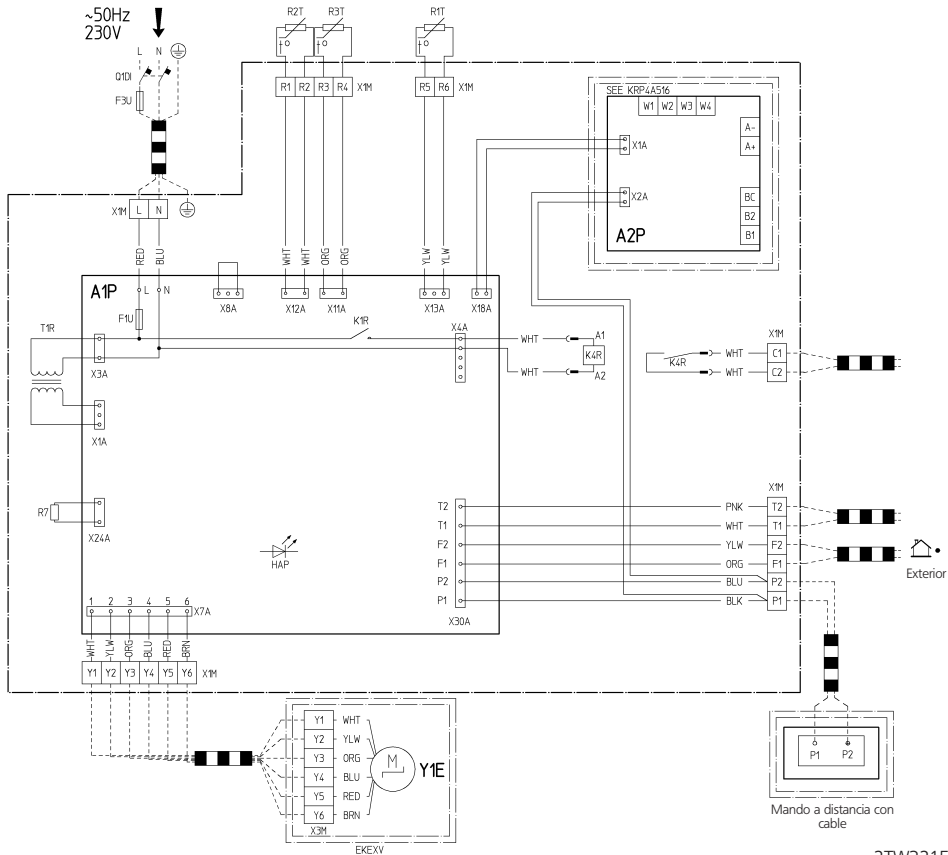 ~50Hz
230V
L N
Q1DI
F3U
R2T R3T R1T
R1 R2 R3 R4 X1M
R5 R6 X1M
SEE KRP4A516
W1 W2 W3 W4
A-
A+
X1A
X2A
BC
B2
B1
A2P
X1M L N
RED BLU
WHT WHT ORG ORG YLW YLW
A1P
L N
X8A X12A X11A X13A X18A
F1U
T1R
K1R
X4A
X3A
WHT A1
K4R
WHT A2
X1M
K4R WHT C1
WHT C2
X1A
R7
X24A
HAP
X1M
T2 PNK T2
T1 WHT T1
F2 YLW F2
F1 ORG F1
P2 BLU P2
P1 BLK P1
X30A
Exterior
1 2 3 4 5 6 X7A
WHT YLW ORG BLU RED BRN
Y1 Y2 Y3 Y4 Y5 Y6 X1M
Y1 WHT
Y2 YLW
Y3 ORG
Y4 BLU
Y5 RED
Y6 BRN
M
Y1E
X3M
EKEXV
P1 P2
Mando a distancia con
cable